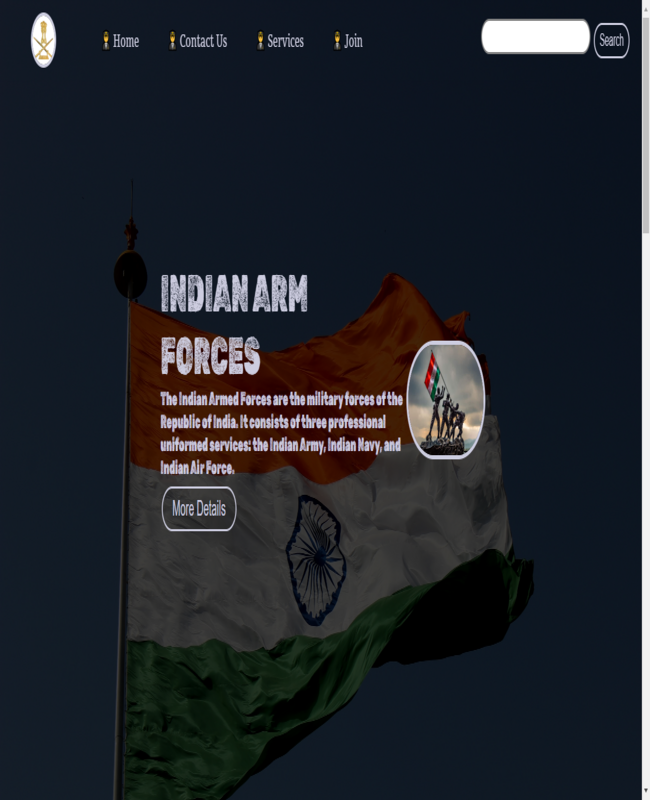 Home
Contact Us
Services
Join
Search
INDIAN ARM
FORCES
The Indian Armed Forces are the military forces of the
Republic of India. It consists of three professional
uniformed services: the Indian Army, Indian Navy, and
Indian Air Force.
More Details